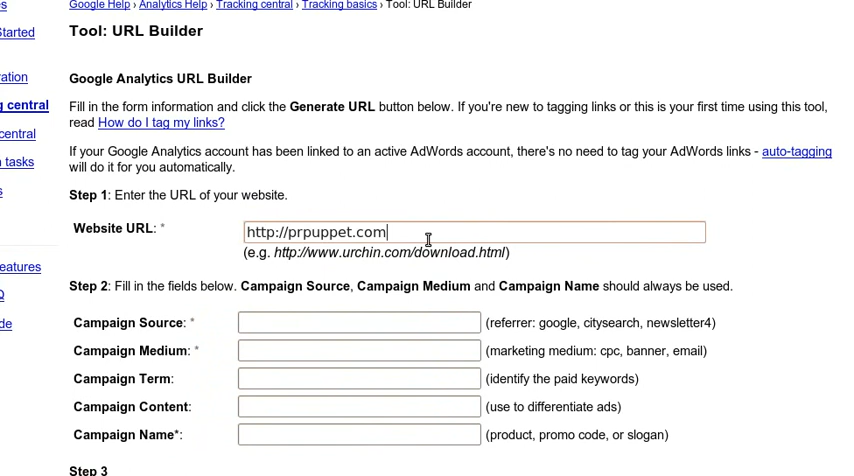 Google Help › Analytics Help › Tracking central › Tracking basics › Tool: URL Builder
Tool: URL Builder
Started
Google Analytics URL Builder
Fill in the form information and click the Generate URL button below. If you're new to tagging links or this is your first time using this tool,
central
read How do I tag my links?
central
If your Google Analytics account has been linked to an active AdWords account, there's no need to tag your AdWords links - auto-tagging
tasks
will do it for you automatically.
Step 1: Enter the URL of your website.
Website URL: * http://prpuppet.com
(e.g. http://www.urchin.com/download.html)
Step 2: Fill in the fields below. Campaign Source, Campaign Medium and Campaign Name should always be used.
Campaign Source: * (referrer: google, citysearch, newsletter4)
Campaign Medium: * (marketing medium: cpc, banner, email)
Campaign Term: (identify the paid keywords)
Campaign Content: (use to differentiate ads)
Campaign Name*: (product, promo code, or slogan)
Step 3